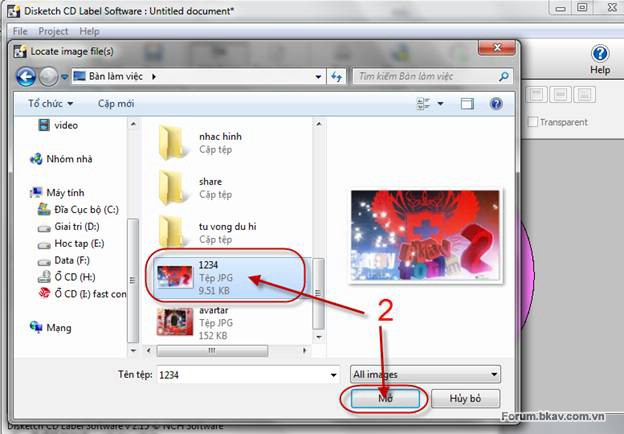 Disketch CD Label Software : Untitled document*
File Project Help
Locate image file(s)
Bàn làm việc
Tìm kiếm Bàn làm việc
Help
Tổ chức
Cặp mới
Transparent
video
Nhóm nhà
Máy tính
Đĩa Cục bộ (C:)
Giai tri (D:)
Hoc tap (E:)
Data (F:)
Ổ CD (H:)
Ổ CD (I:) fast con
Mạng
nhac hinh
Cặp tệp
share
Cặp tệp
tu vong du hi
Cặp tệp
1234
Tệp JPG
9.51 KB
avartar
Tệp JPG
152 KB
2
Tên tệp:
1234
All images
Mở
Hủy bỏ
Forum.bkav.com.vn
Disketch CD Label Software v 2.15 © NCH Software